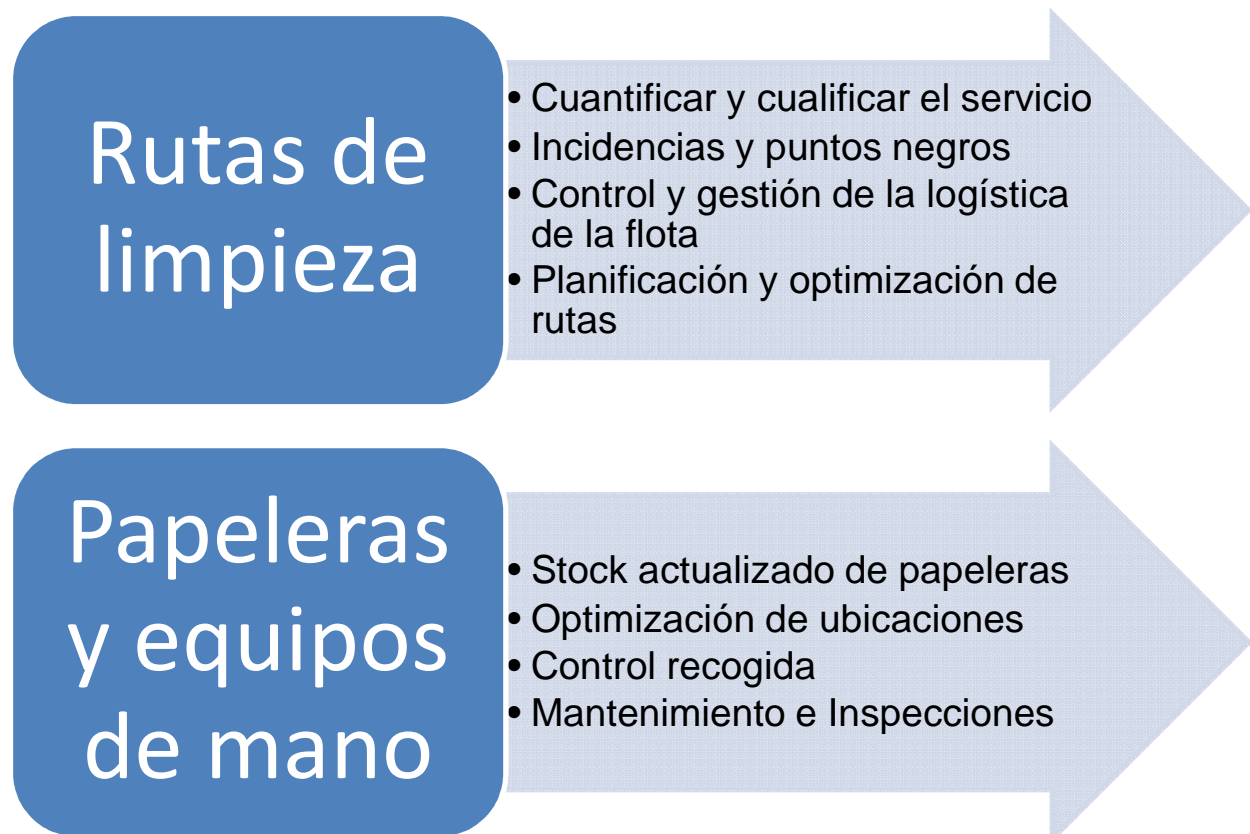 Rutas de
limpieza
• Cuantificar y cualificar el servicio
• Incidencias y puntos negros
• Control y gestión de la logística
de la flota
• Planificación y optimización de
rutas
Papeleras
y equipos
de mano
• Stock actualizado de papeleras
• Optimización de ubicaciones
• Control recogida
• Mantenimiento e Inspecciones